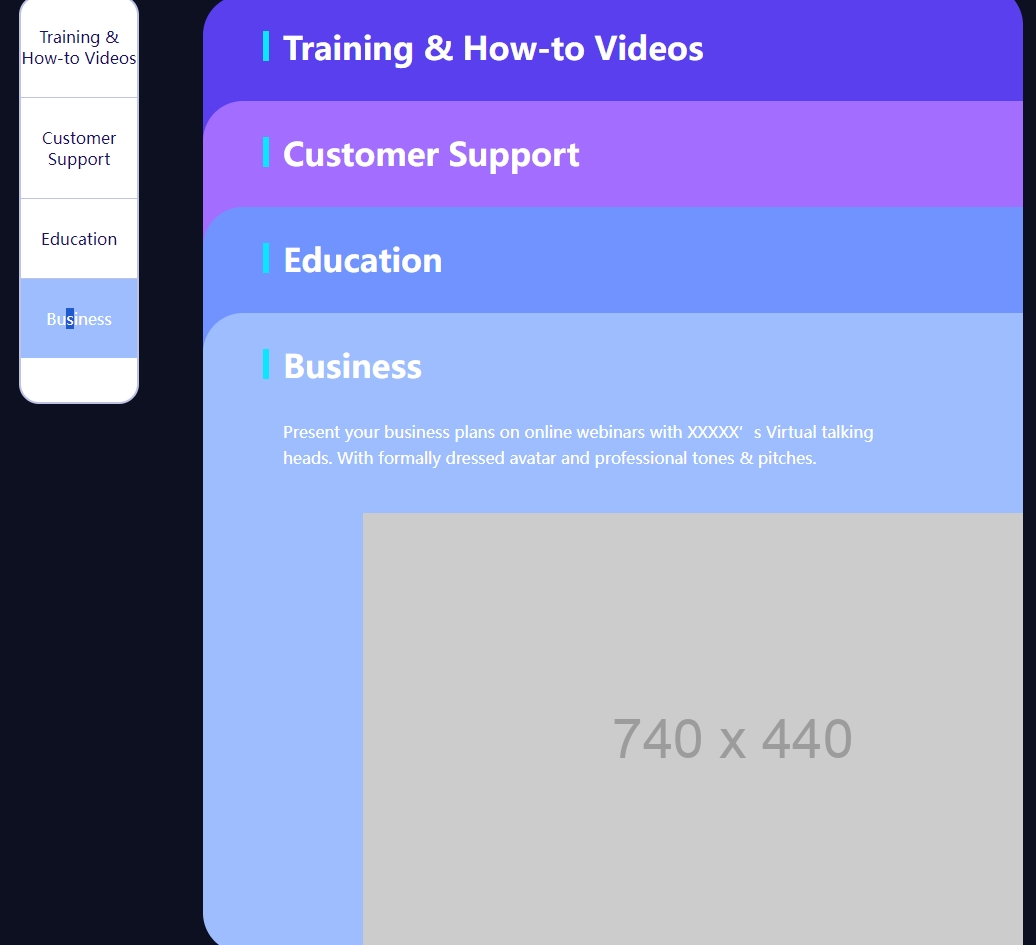 Training &
How-to Videos
Customer
Support
Education
Business
Training & How-to Videos
Customer Support
Education
Business
Present your business plans on online webinars with XXXXX’s Virtual talking
heads. With formally dressed avatar and professional tones & pitches.
740 x 440